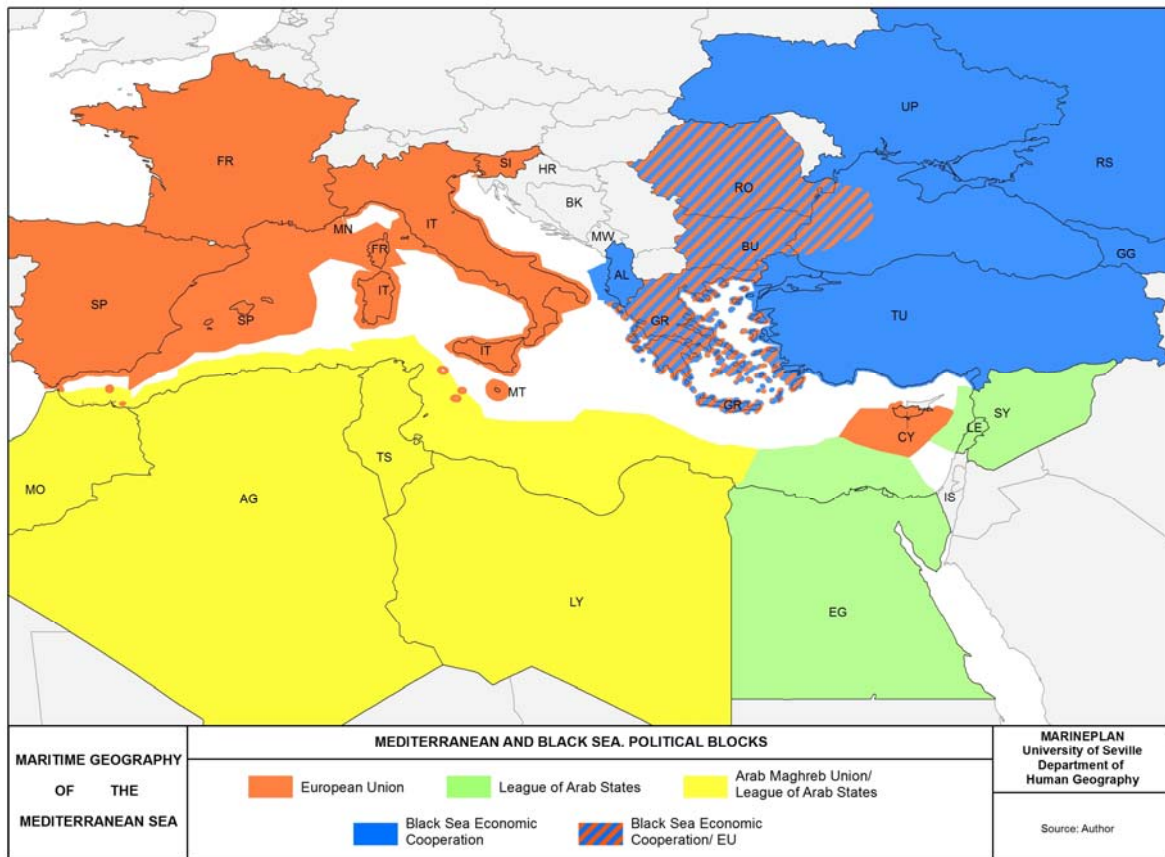 UP
FR
SI
HR
RS
RO
BK
IT
MN
MW
BU
FR
GG
AL
SP
IT
SP
GR
TU
IT
MT
GR
SY
LE
CY
TS
MO
AG
IS
LY
EG
MARITIME GEOGRAPHY
OF THE
MEDITERRANEAN SEA
MEDITERRANEAN AND BLACK SEA. POLITICAL BLOCKS
European Union
League of Arab States
Arab Maghreb Union/
League of Arab States
Black Sea Economic
Cooperation
Black Sea Economic
Cooperation/ EU
MARINEPLAN
University of Seville
Department of
Human Geography
Source: Author